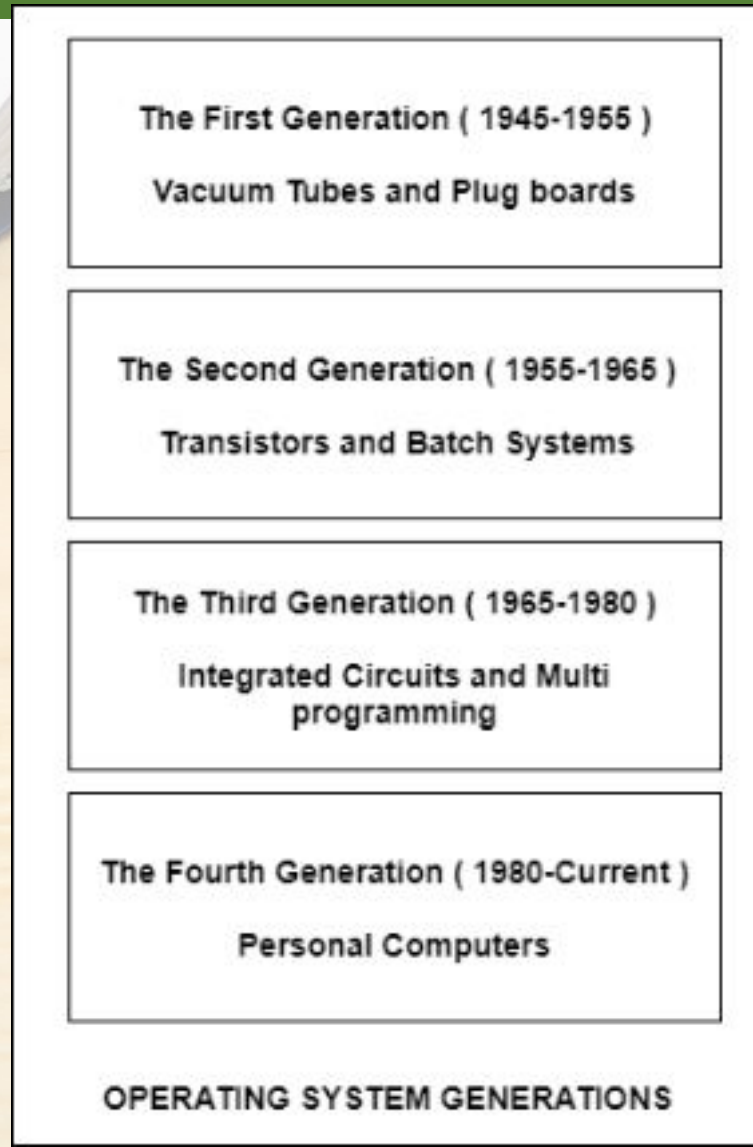 The First Generation ( 1945-1955 )
Vacuum Tubes and Plug boards
The Second Generation ( 1955-1965 )
Transistors and Batch Systems
The Third Generation ( 1965-1980 )
Integrated Circuits and Multi
programming
The Fourth Generation ( 1980-Current )
Personal Computers
OPERATING SYSTEM GENERATIONS